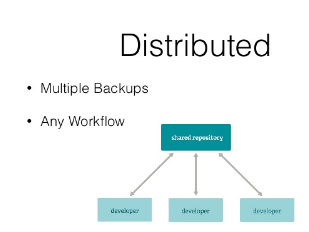 Distributed
• Multiple Backups
• Any Workflow
shared repository
developer
developer
developer